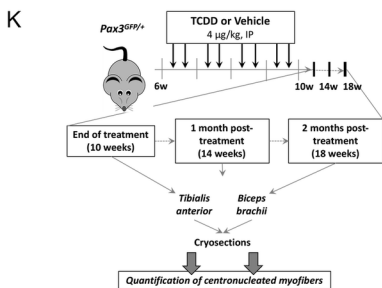 K
Pax3GFP/+
TCDD or Vehicle
4 µg/kg, IP
6w
10w 14w 18w
End of treatment
(10 weeks)
1 month post-
treatment
(14 weeks)
2 months post-
treatment
(18 weeks)
Tibialis
anterior
Biceps
brachii
Cryosections
Quantification of centronucleated myofibers